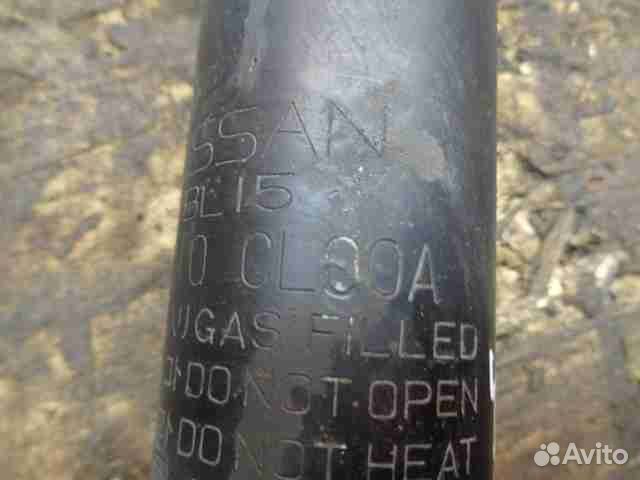 SSAN
BL15
0 CL00A
GAS FILLED
DO NOT OPEN
DO NOT HEAT
Avito